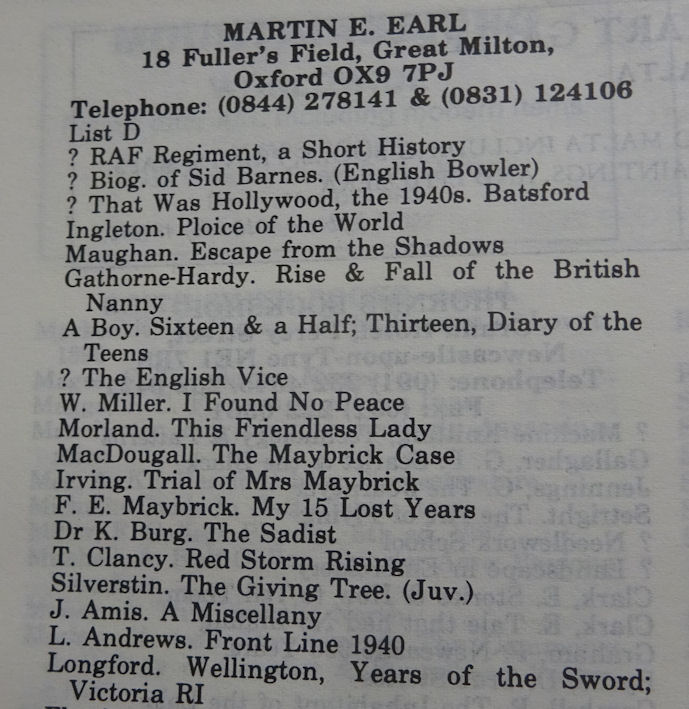 MARTIN E. EARL
18 Fuller's Field, Great Milton,
Oxford OX9 7PJ
Telephone: (0844) 278141 & (0831) 124106
List D
? RAF Regiment, a Short History
? Biog. of Sid Barnes. (English Bowler)
? That Was Hollywood, the 1940s. Batsford
Ingleton. Ploice of the World
Maughan. Escape from the Shadows
Gathorne-Hardy. Rise & Fall of the British
Nanny
A Boy. Sixteen & a Half; Thirteen, Diary of the
Teens
? The English Vice
W. Miller. I Found No Peace
Morland. This Friendless Lady
MacDougall. The Maybrick Case
Irving. Trial of Mrs Maybrick
F. E. Maybrick. My 15 Lost Years
Dr K. Burg. The Sadist
T. Clancy. Red Storm Rising
Silverstin. The Giving Tree. (Juv.)
J. Amis. A Miscellany
L. Andrews. Front Line 1940
Longford. Wellington, Years of the Sword;
Victoria RI